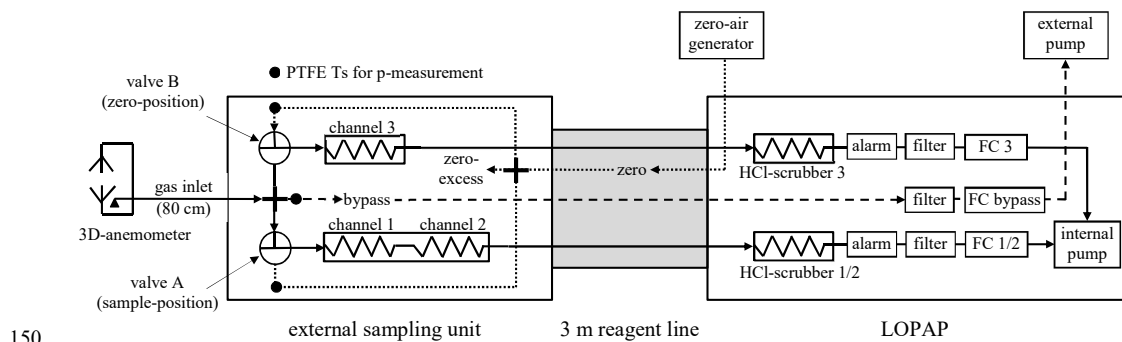 zero-air
generator
external
pump
PTFE Ts for p-measurement
valve B
(zero-position)
channel 3
HCl-scrubber 3
alarm
filter
FC 3
zero-
excess
zero
gas inlet
(80 cm)
bypass
filter
FC bypass
3D-anemometer
channel 1
channel 2
HCl-scrubber 1/2
alarm
filter
FC 1/2
internal
pump
valve A
(sample-position)
150
external sampling unit
3 m reagent line
LOPAP